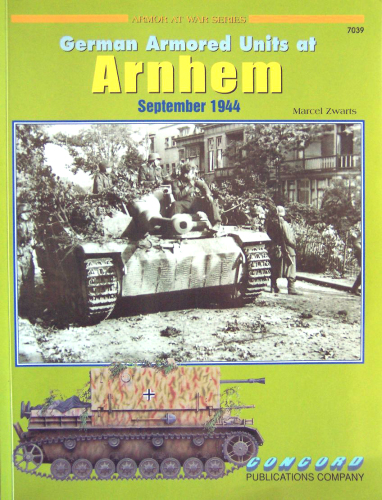 ARMOR AT WAR SERIES
7039
German Armored Units at
Arnhem
September 1944
Marcel Zwarts
CONCORD
PUBLICATIONS COMPANY